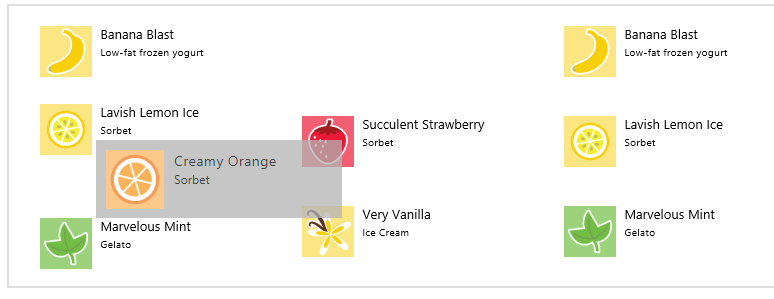 Banana Blast
Low-fat frozen yogurt
Lavish Lemon Ice
Sorbet
Creamy Orange
Sorbet
Marvelous Mint
Gelato
Succulent Strawberry
Sorbet
Very Vanilla
Ice Cream
Banana Blast
Low-fat frozen yogurt
Lavish Lemon Ice
Sorbet
Marvelous Mint
Gelato